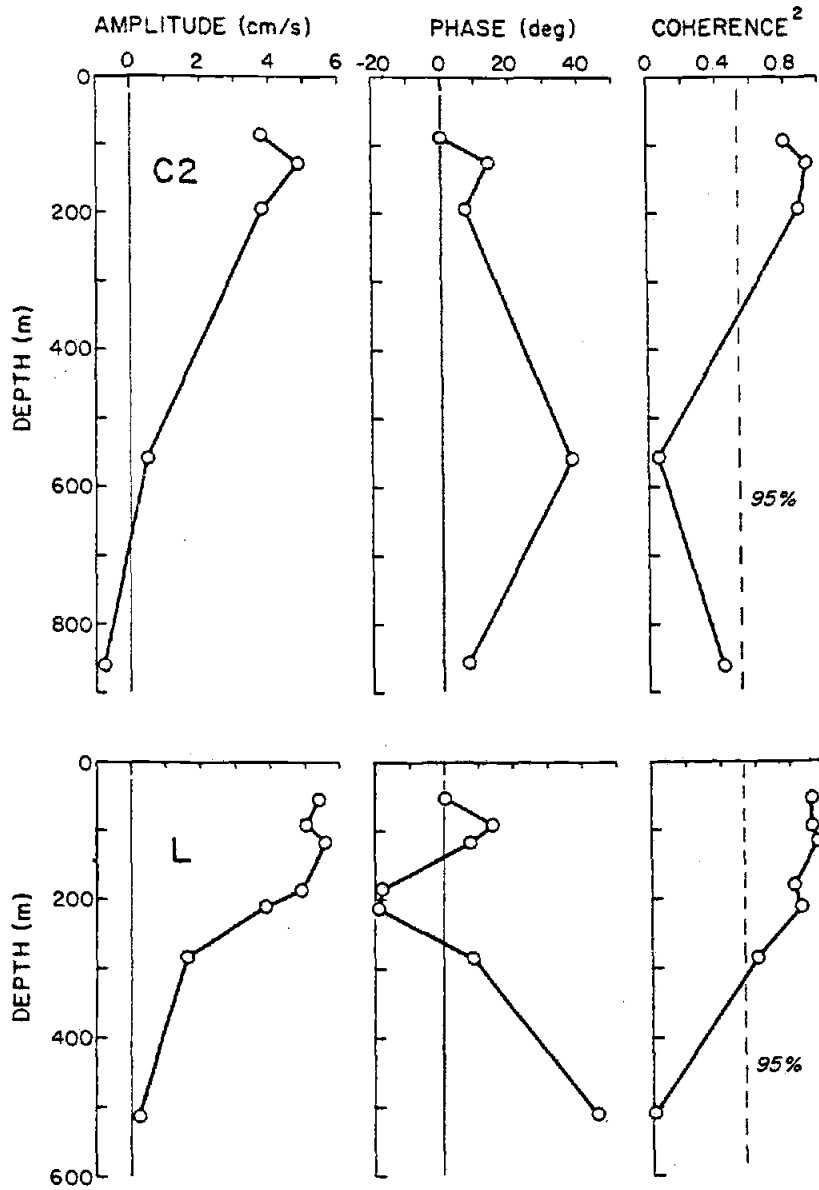 AMPLITUDE (cm/s) PHASE (deg) COHERENCE²
0 2 4 6 -20 0 20 40 0 0.4 0.8
0
200
400
600
800
DEPTH (m)
C2
95%
0
200
400
600
DEPTH (m)
L
95%